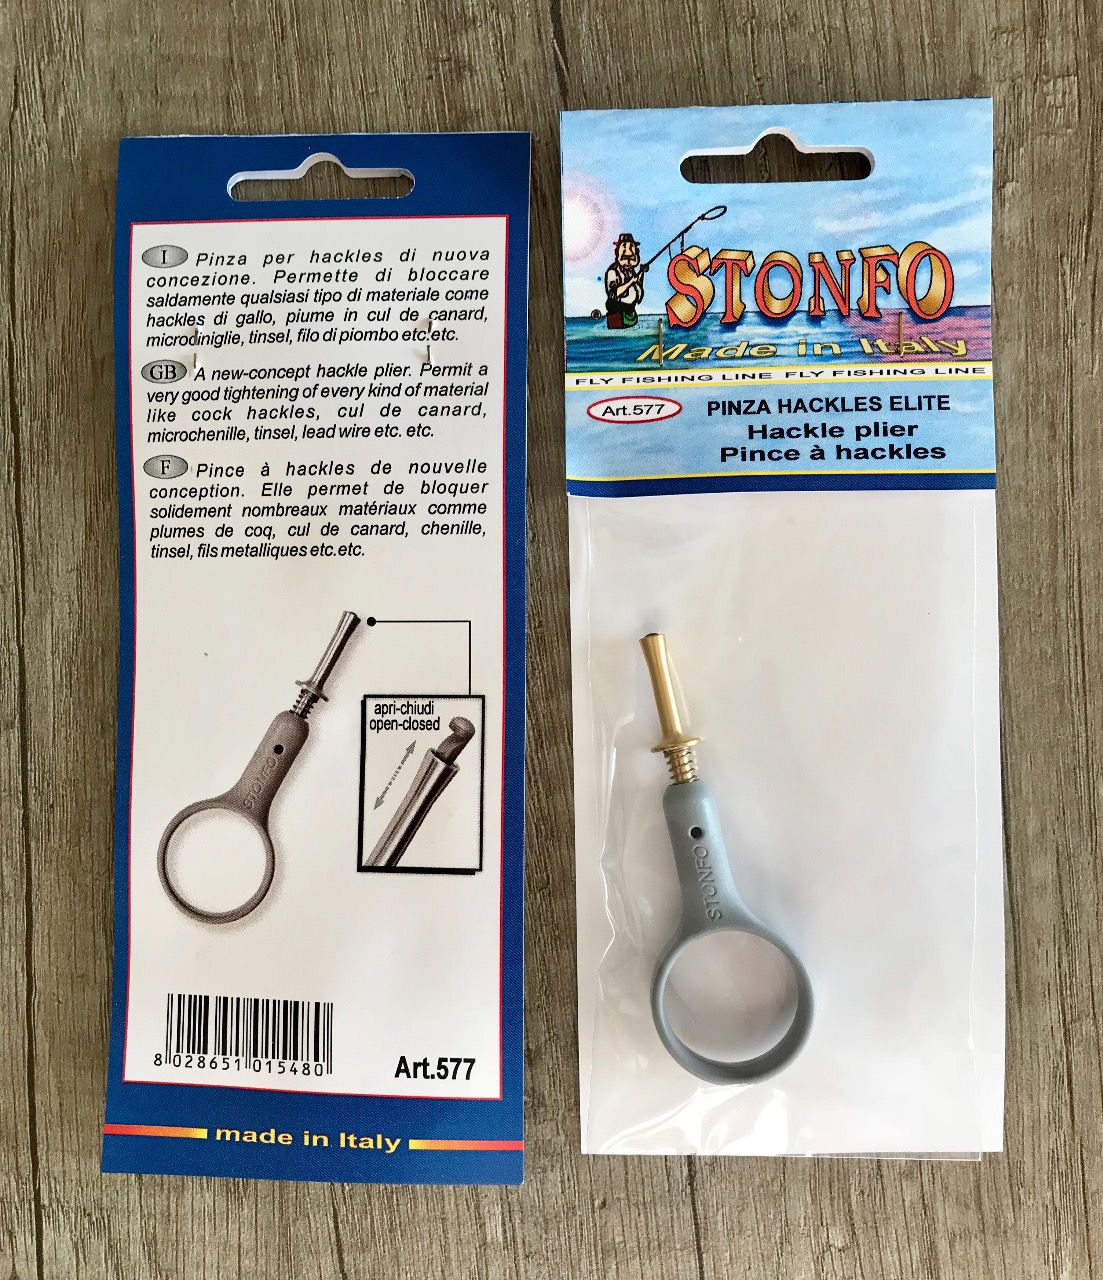 I Pinza per hackles di nuova
concezione. Permette di bloccare
saldamente qualsiasi tipo di materiale come
hackles di gallo, piume in cul de canard,
microciniglie, tinsel, filo di piombo etc.etc.
GB A new-concept hackle plier. Permit a
very good tightening of every kind of material
like cock hackles, cul de canard,
microchenille, tinsel, lead wire etc. etc.
F Pince à hackles de nouvelle
conception. Elle permet de bloquer
solidement nombreaux matériaux comme
plumes de coq, cul de canard, chenille,
tinsel, fils metalliques etc.etc.
apri-chiudi
open-closed
STONFO
8 028651 015480
Art.577
made in Italy
STONFO
®
Made in Italy
FLY FISHING LINE FLY FISHING LINE
Art.577 PINZA HACKLES ELITE
Hackle plier
Pince à hackles
STONFO